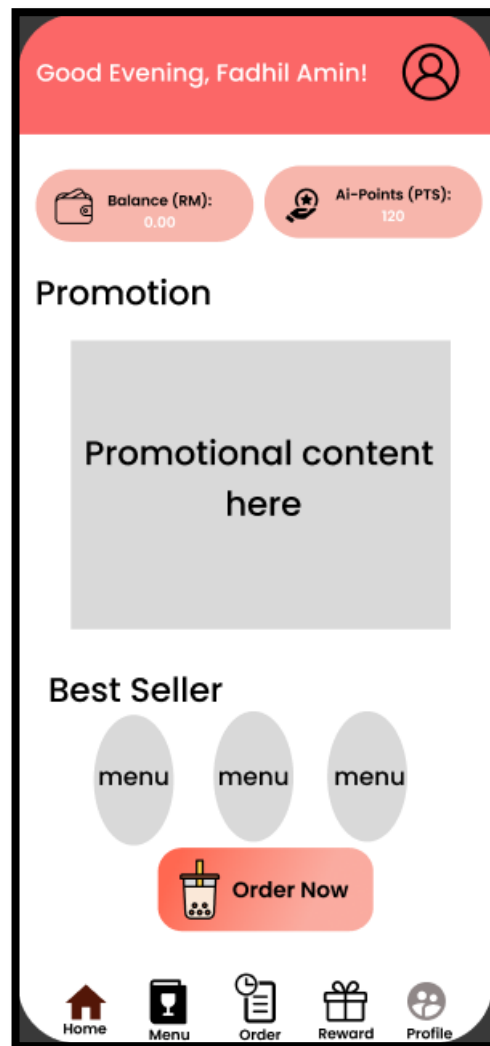 Good Evening, Fadhil Amin!
Balance (RM):
0.00
Ai-Points (PTS):
120
Promotion
Promotional content
here
Best Seller
menu
menu
menu
Order Now
Home
Menu
Order
Reward
Profile